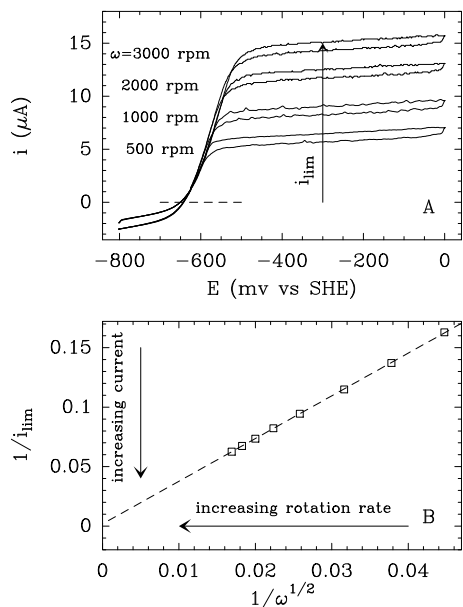 15
10
5
0
i (μA)
ω=3000 rpm
2000 rpm
1000 rpm
500 rpm
i_lim
A
-800 -600 -400 -200 0
E (mv vs SHE)
0.15
0.1
0.05
0
1/i_lim
increasing current
increasing rotation rate
B
0 0.01 0.02 0.03 0.04
1/ω^1/2